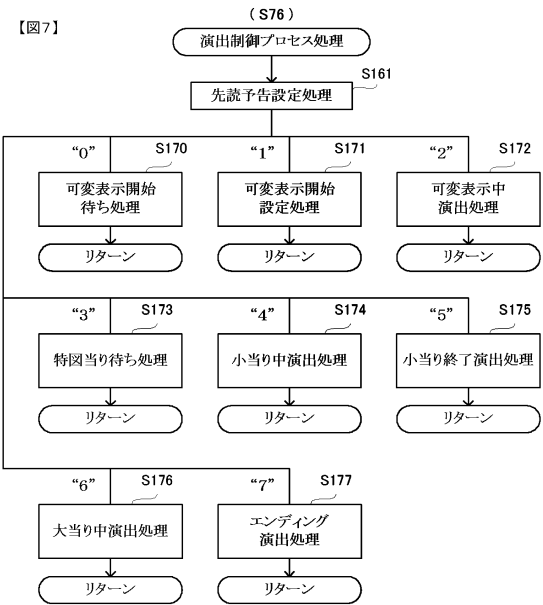 【図7】
(S76)
演出制御プロセス処理
S161
先読予告設定処理
“0”
S170
可変表示開始
待ち処理
リターン
“1”
S171
可変表示開始
設定処理
リターン
“2”
S172
可変表示中
演出処理
リターン
“3”
S173
特図当り待ち処理
リターン
“4”
S174
小当り中演出処理
リターン
“5”
S175
小当り終了演出処理
リターン
“6”
S176
大当り中演出処理
リターン
“7”
S177
エンディング
演出処理
リターン